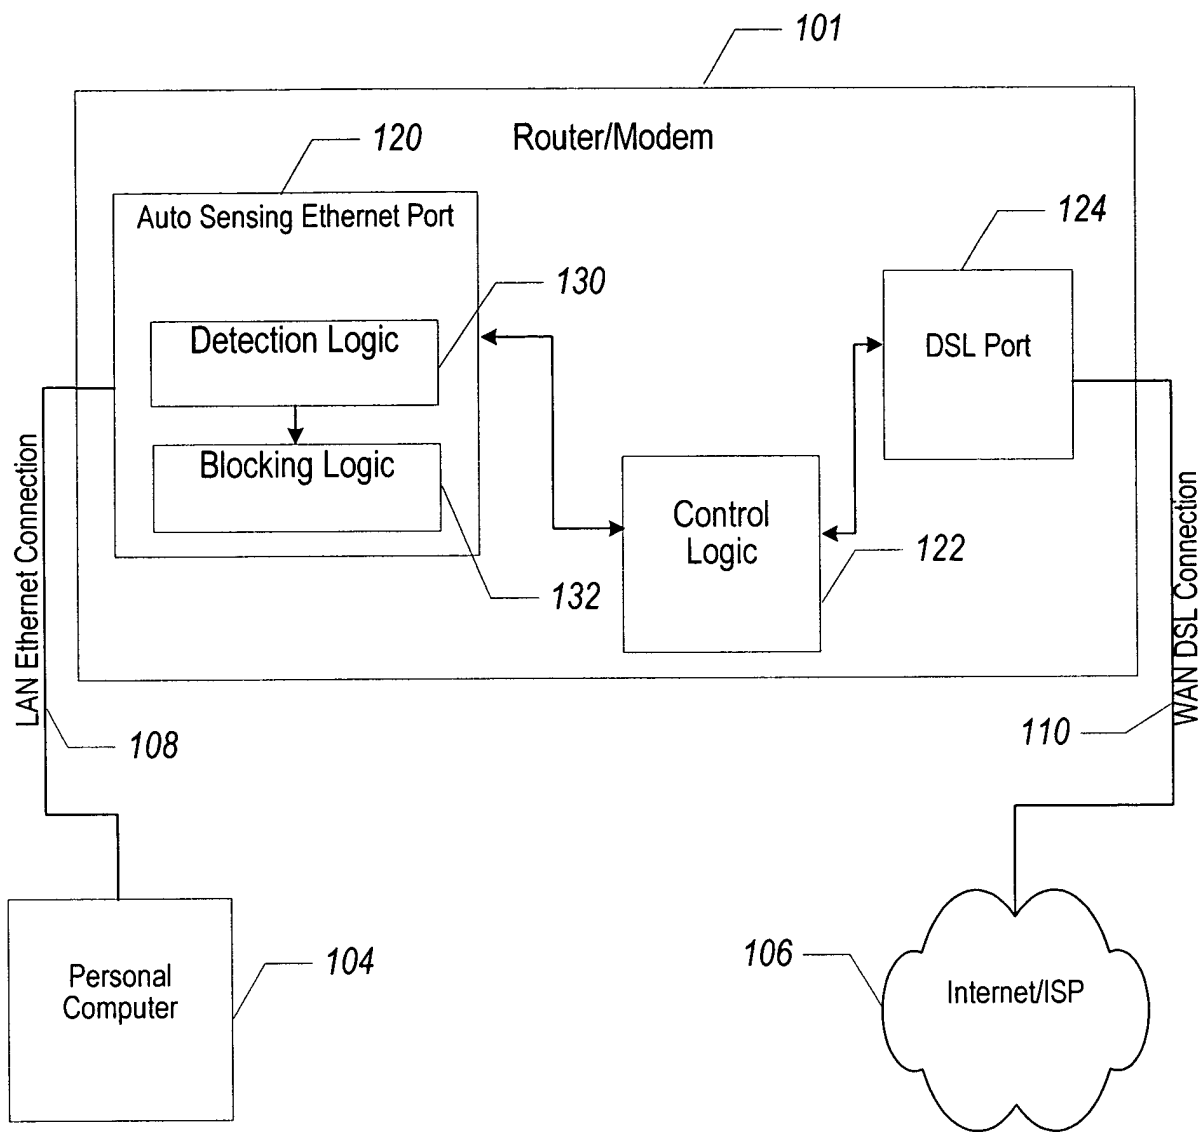 101
Router/Modem
120
Auto Sensing Ethernet Port
124
130
Detection Logic
DSL Port
Blocking Logic
Control
Logic
122
132
LAN Ethernet Connection
WAN DSL Connection
108
110
104
Personal
Computer
106
Internet/ISP